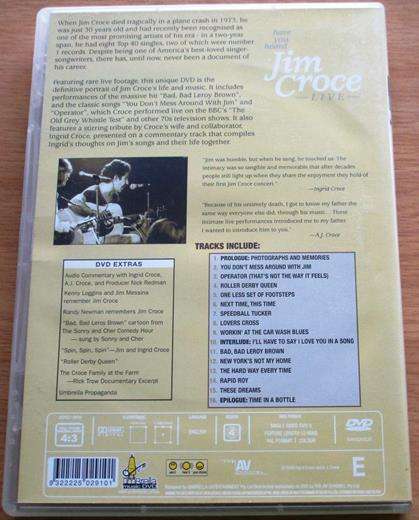 When Jim Croce died tragically in a plane crash in 1973, he
was just 30 years old and had recently been recognised as
one of the most promising artists of his era - in a two-year
span, he had eight Top 40 singles, two of which were number
1 records. Despite being one of America's best-loved singer-
songwriters, there has, until now, never been a document of
his career.
have
you
heard
Jim
Croce
LIVE
Featuring rare live footage, this unique DVD is the
definitive portrait of Jim Croce's life and music. It includes
performances of the massive hits "Bad, Bad Leroy Brown",
and the classic songs "You Don't Mess Around With Jim" and
"Operator", which Croce performed live on the BBC's "The
Old Grey Whistle Test" and other 70s television shows. It also
features a stirring tribute by Croce's wife and collaborator,
Ingrid Croce, presented on a commentary track that compiles
Ingrid's thoughts on Jim's songs and their life together.
"Jim was humble, but when he sang, he touched us. The
intimacy was so tangible and memorable that after decades
people still light up when they share the enjoyment they hold of
their first Jim Croce concert."
—Ingrid Croce
"Because of his untimely death, I got to know my father the
same way everyone else did, through his music... These
intimate live performances introduced me to my father
I wanted to introduce him to you."
—A.J. Croce
DVD EXTRAS
Audio Commentary with Ingrid Croce,
A.J. Croce, and Producer Nick Redman
Kenny Loggins and Jim Messina
remember Jim Croce
Randy Newman remembers Jim Croce
"Bad, Bad Leroy Brown" cartoon from
The Sonny and Cher Comedy Hour
—sung by Sonny and Cher
"Spin, Spin, Spin"—Jim and Ingrid Croce
"Roller Derby Queen"
The Croce Family at the Farm
—Rick Trow Documentary Excerpt
Umbrella Propaganda
TRACKS INCLUDE:
1. PROLOGUE: PHOTOGRAPHS AND MEMORIES
2. YOU DON'T MESS AROUND WITH JIM
3. OPERATOR (THAT'S NOT THE WAY IT FEELS)
4. ROLLER DERBY QUEEN
5. ONE LESS SET OF FOOTSTEPS
6. NEXT TIME, THIS TIME
7. SPEEDBALL TUCKER
8. LOVERS CROSS
9. WORKIN' AT THE CAR WASH BLUES
10. INTERLUDE: I'LL HAVE TO SAY I LOVE YOU IN A SONG
11. BAD, BAD LEROY BROWN
12. NEW YORK'S NOT MY HOME
13. THE HARD WAY EVERY TIME
14. RAPID ROY
15. THESE DREAMS
16. EPILOGUE: TIME IN A BOTTLE
4:3
LANGUAGE
ENGLISH
4
DVD
VIDEO
9322225029101
music DVD
AV
E